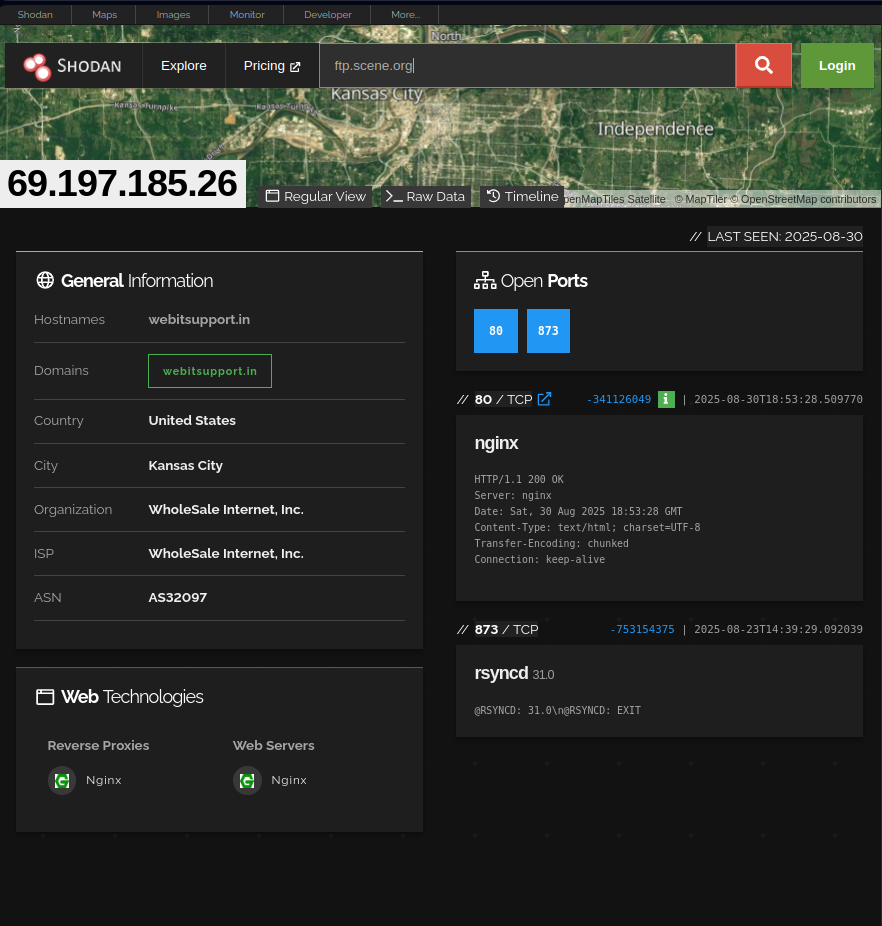 Shodan Maps Images Monitor Developer More...
North
SHODAN Explore Pricing ftp.scene.org Login
Kansas City
Kansas Turnpike
Independence
69.197.185.26
Regular View Raw Data Timeline
penMapTiles Satellite © MapTiler © OpenStreetMap contributors
// LAST SEEN: 2025-08-30
General Information
Hostnames webitsupport.in
Domains webitsupport.in
Country United States
City Kansas City
Organization WholeSale Internet, Inc.
ISP WholeSale Internet, Inc.
ASN AS32097
Web Technologies
Reverse Proxies Web Servers
Nginx Nginx
Open Ports
80 873
// 80 / TCP -341126049 | 2025-08-30T18:53:28.509770
nginx
HTTP/1.1 200 OK
Server: nginx
Date: Sat, 30 Aug 2025 18:53:28 GMT
Content-Type: text/html; charset=UTF-8
Transfer-Encoding: chunked
Connection: keep-alive
// 873 / TCP -753154375 | 2025-08-23T14:39:29.092039
rsyncd 31.0
@RSYNCD: 31.0\n@RSYNCD: EXIT